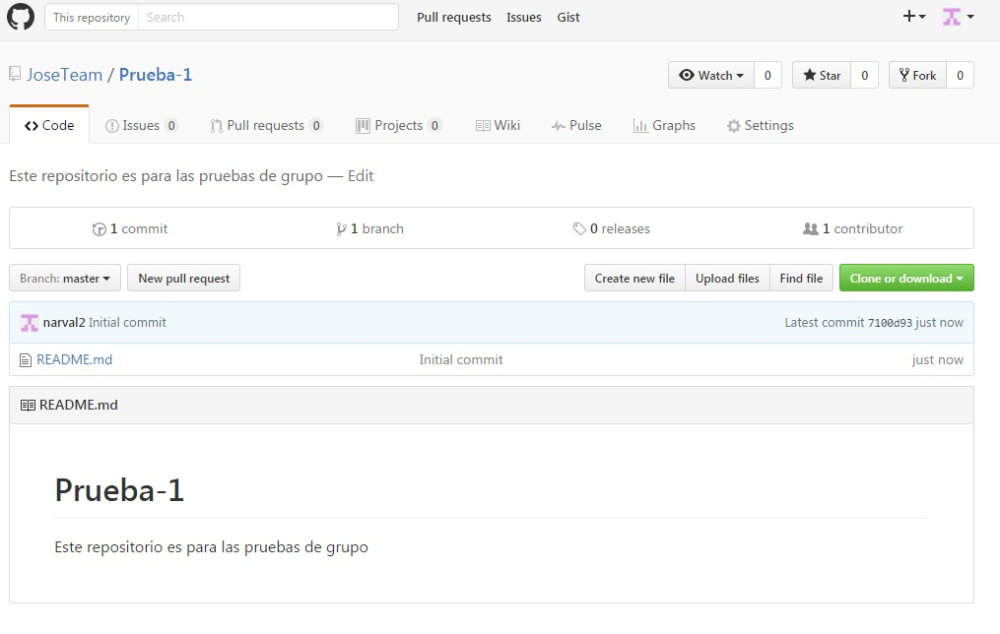 This repository Search Pull requests Issues Gist
JoseTeam / Prueba-1 Watch 0 Star 0 Fork 0
Code Issues 0 Pull requests 0 Projects 0 Wiki Pulse Graphs Settings
Este repositorio es para las pruebas de grupo — Edit
1 commit 1 branch 0 releases 1 contributor
Branch: master New pull request Create new file Upload files Find file Clone or download
narval2 Initial commit Latest commit 7100d93 just now
README.md Initial commit just now
README.md
Prueba-1
Este repositorio es para las pruebas de grupo